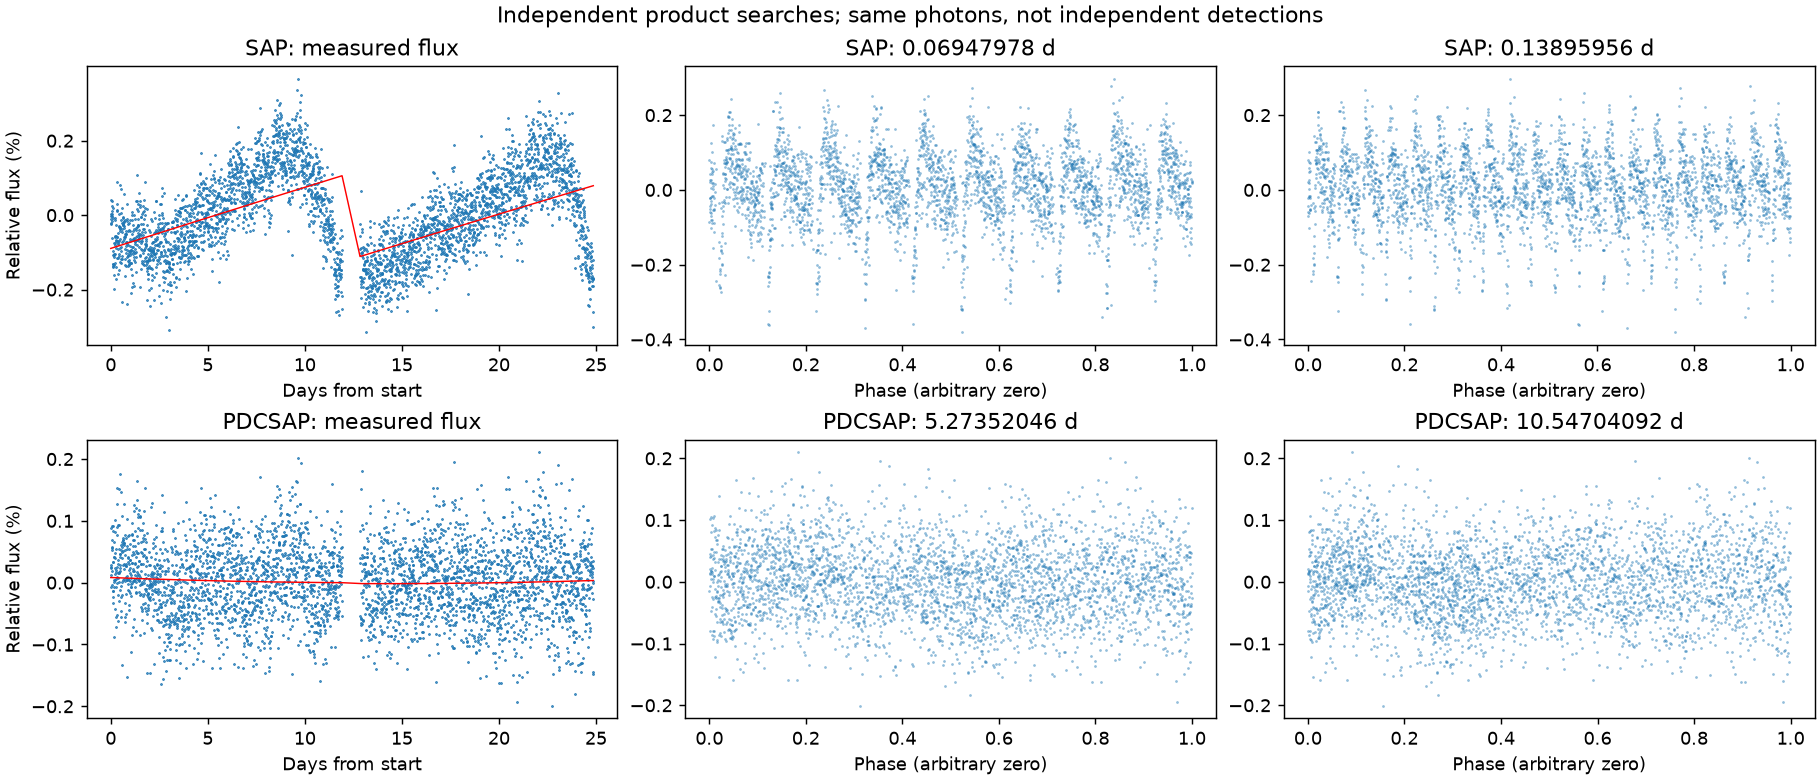 Independent product searches; same photons, not independent detections
SAP: measured flux
SAP: 0.06947978 d
SAP: 0.13895956 d
Relative flux (%)
0.2
0.0
−0.2
0.2
0.0
−0.2
−0.4
0.2
0.0
−0.2
−0.4
0 5 10 15 20 25
0.0 0.2 0.4 0.6 0.8 1.0
0.0 0.2 0.4 0.6 0.8 1.0
Days from start
Phase (arbitrary zero)
Phase (arbitrary zero)
PDCSAP: measured flux
PDCSAP: 5.27352046 d
PDCSAP: 10.54704092 d
Relative flux (%)
0.2
0.1
0.0
−0.1
−0.2
0.2
0.1
0.0
−0.1
−0.2
0.2
0.1
0.0
−0.1
−0.2
0 5 10 15 20 25
0.0 0.2 0.4 0.6 0.8 1.0
0.0 0.2 0.4 0.6 0.8 1.0
Days from start
Phase (arbitrary zero)
Phase (arbitrary zero)